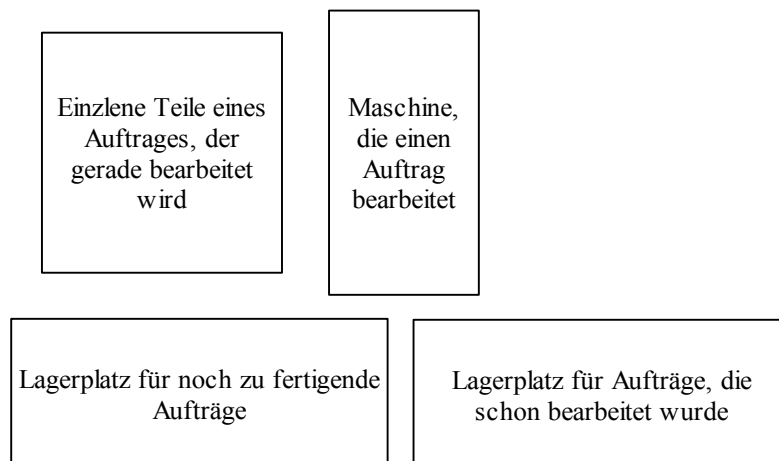 Einzlene Teile eines
Auftrages, der
gerade bearbeitet
wird
Maschine,
die einen
Auftrag
bearbeitet
Lagerplatz für noch zu fertigende
Aufträge
Lagerplatz für Aufträge, die
schon bearbeitet wurde